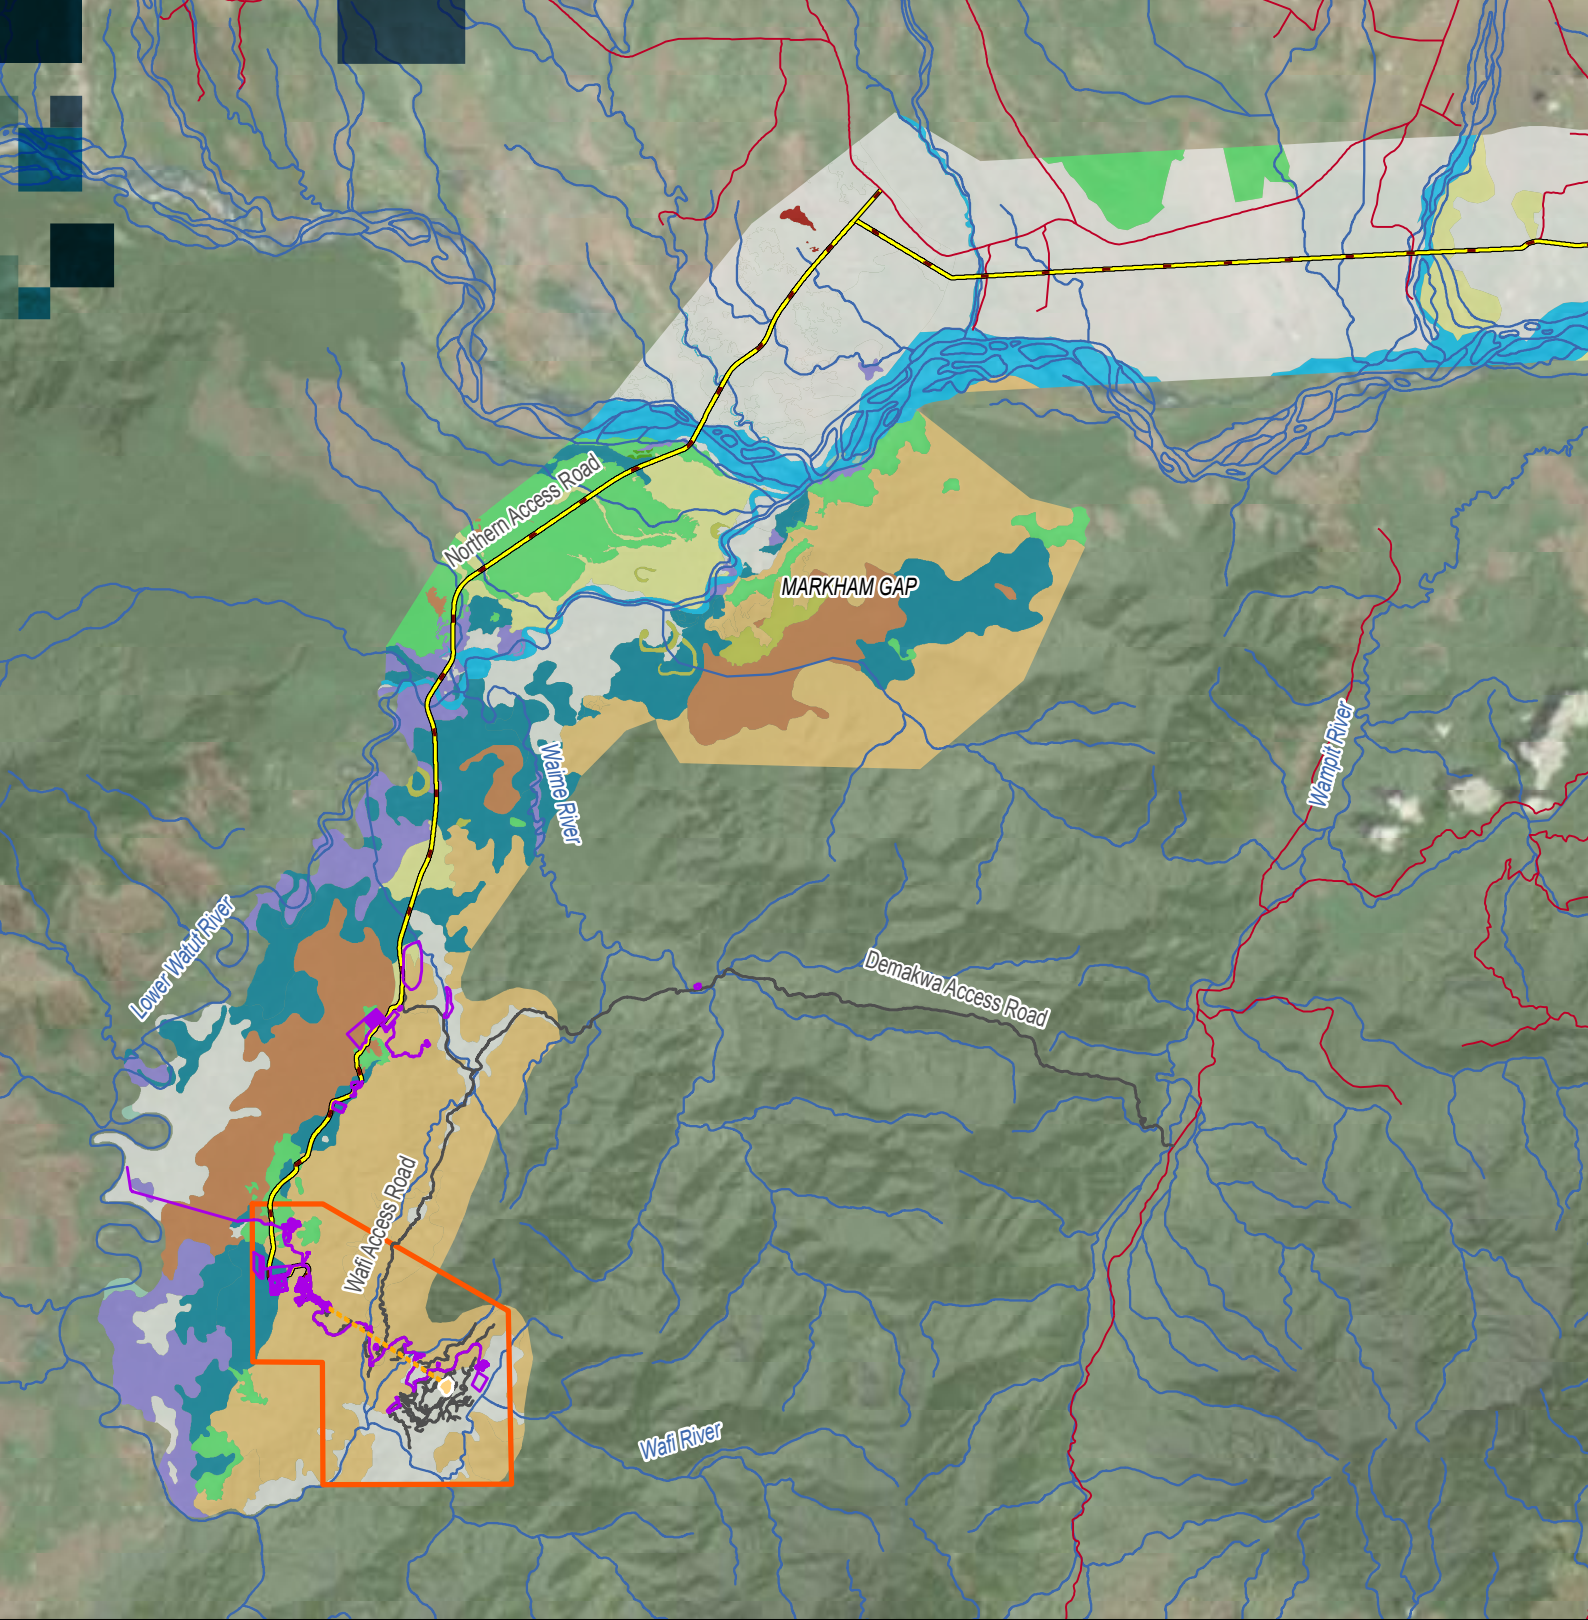 Northern Access Road
MARKHAM GAP
Wampit River
Waime River
Lower Watut River
Demakwa Access Road
Wafi Access Road
Wafi River